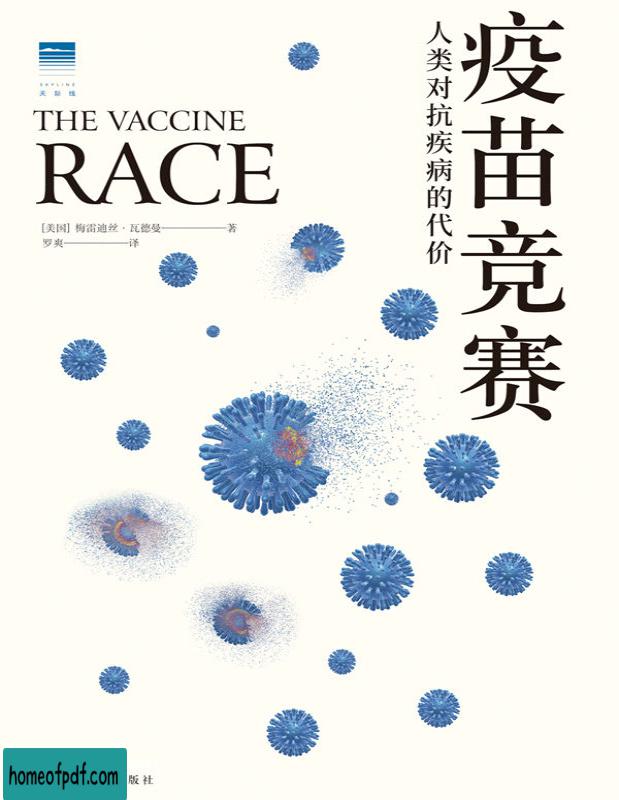 疫苗竞赛
人类对抗疾病的代价
SKYLINE
天际线
THE VACCINE
RACE
[美国] 梅雷迪丝·瓦德曼————著
罗爽————译
版社
homeofpdf.com